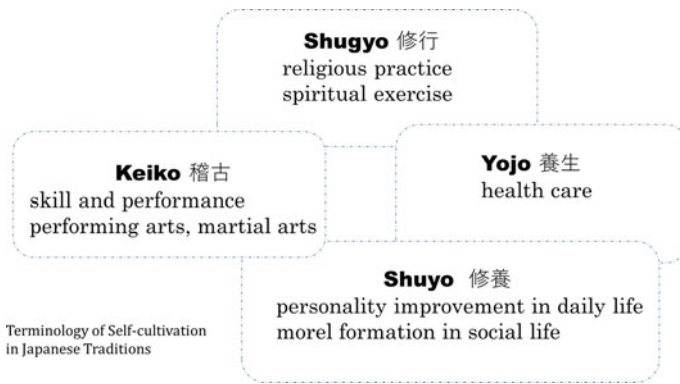 Shugyo 修行
religious practice
spiritual exercise
Keiko 稽古
skill and performance
performing arts, martial arts
Yojo 養生
health care
Shuyo 修養
personality improvement in daily life
morel formation in social life
Terminology of Self-cultivation
in Japanese Traditions